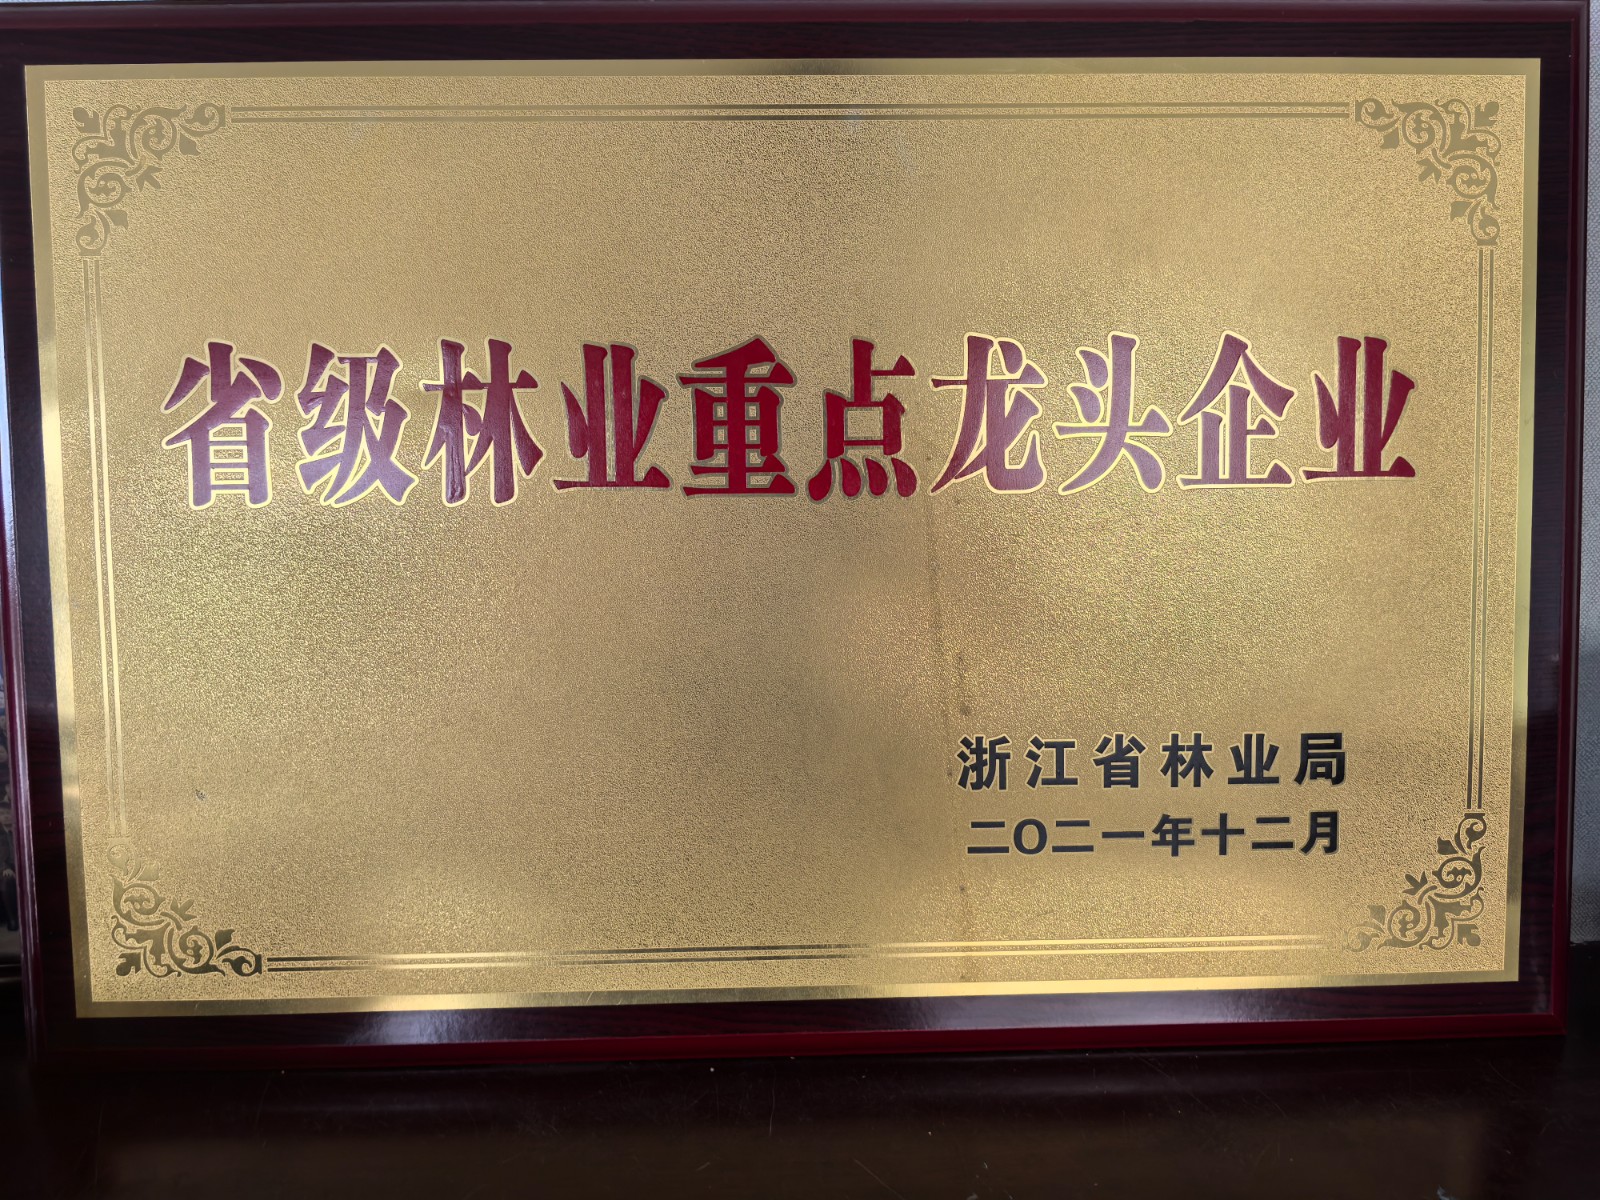 省级林业重点龙头企业
浙江省林业局
二〇二一年十二月